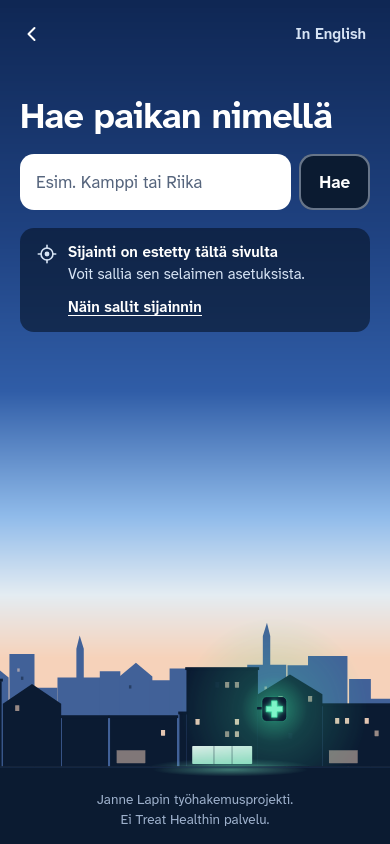 In English
Hae paikan nimellä
Esim. Kamppi tai Riika
Hae
Sijainti on estetty tältä sivulta
Voit sallia sen selaimen asetuksista.
Näin sallit sijainnin
Janne Lapin työhakemusprojekti.
Ei Treat Healthin palvelu.